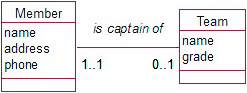 Member
name
address
phone
is captain of
1..1
0..1
Team
name
grade